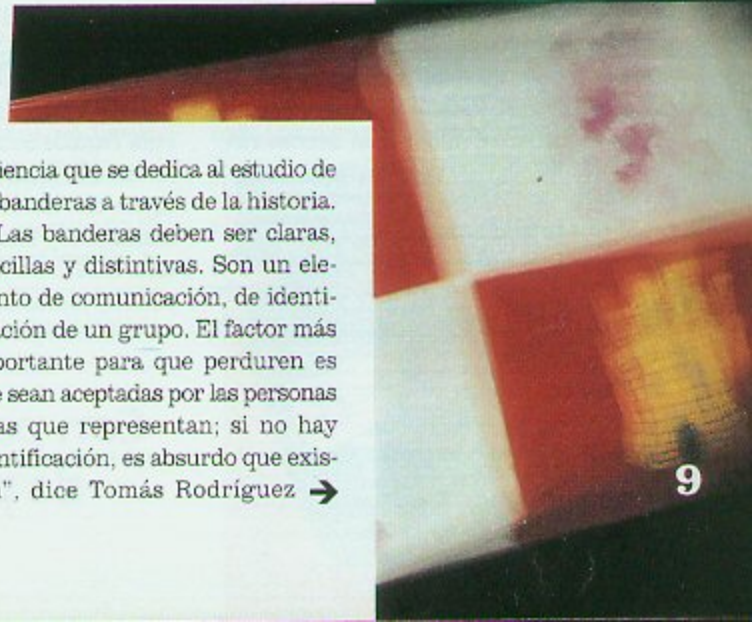 iencia que se dedica al estudio de
banderas a través de la historia.
Las banderas deben ser claras,
cillas y distintivas. Son un ele-
nto de comunicación, de identi-
ción de un grupo. El factor más
portante para que perduren es
e sean aceptadas por las personas
as que representan; si no hay
ntificación, es absurdo que exis-
", dice Tomás Rodríguez →
9